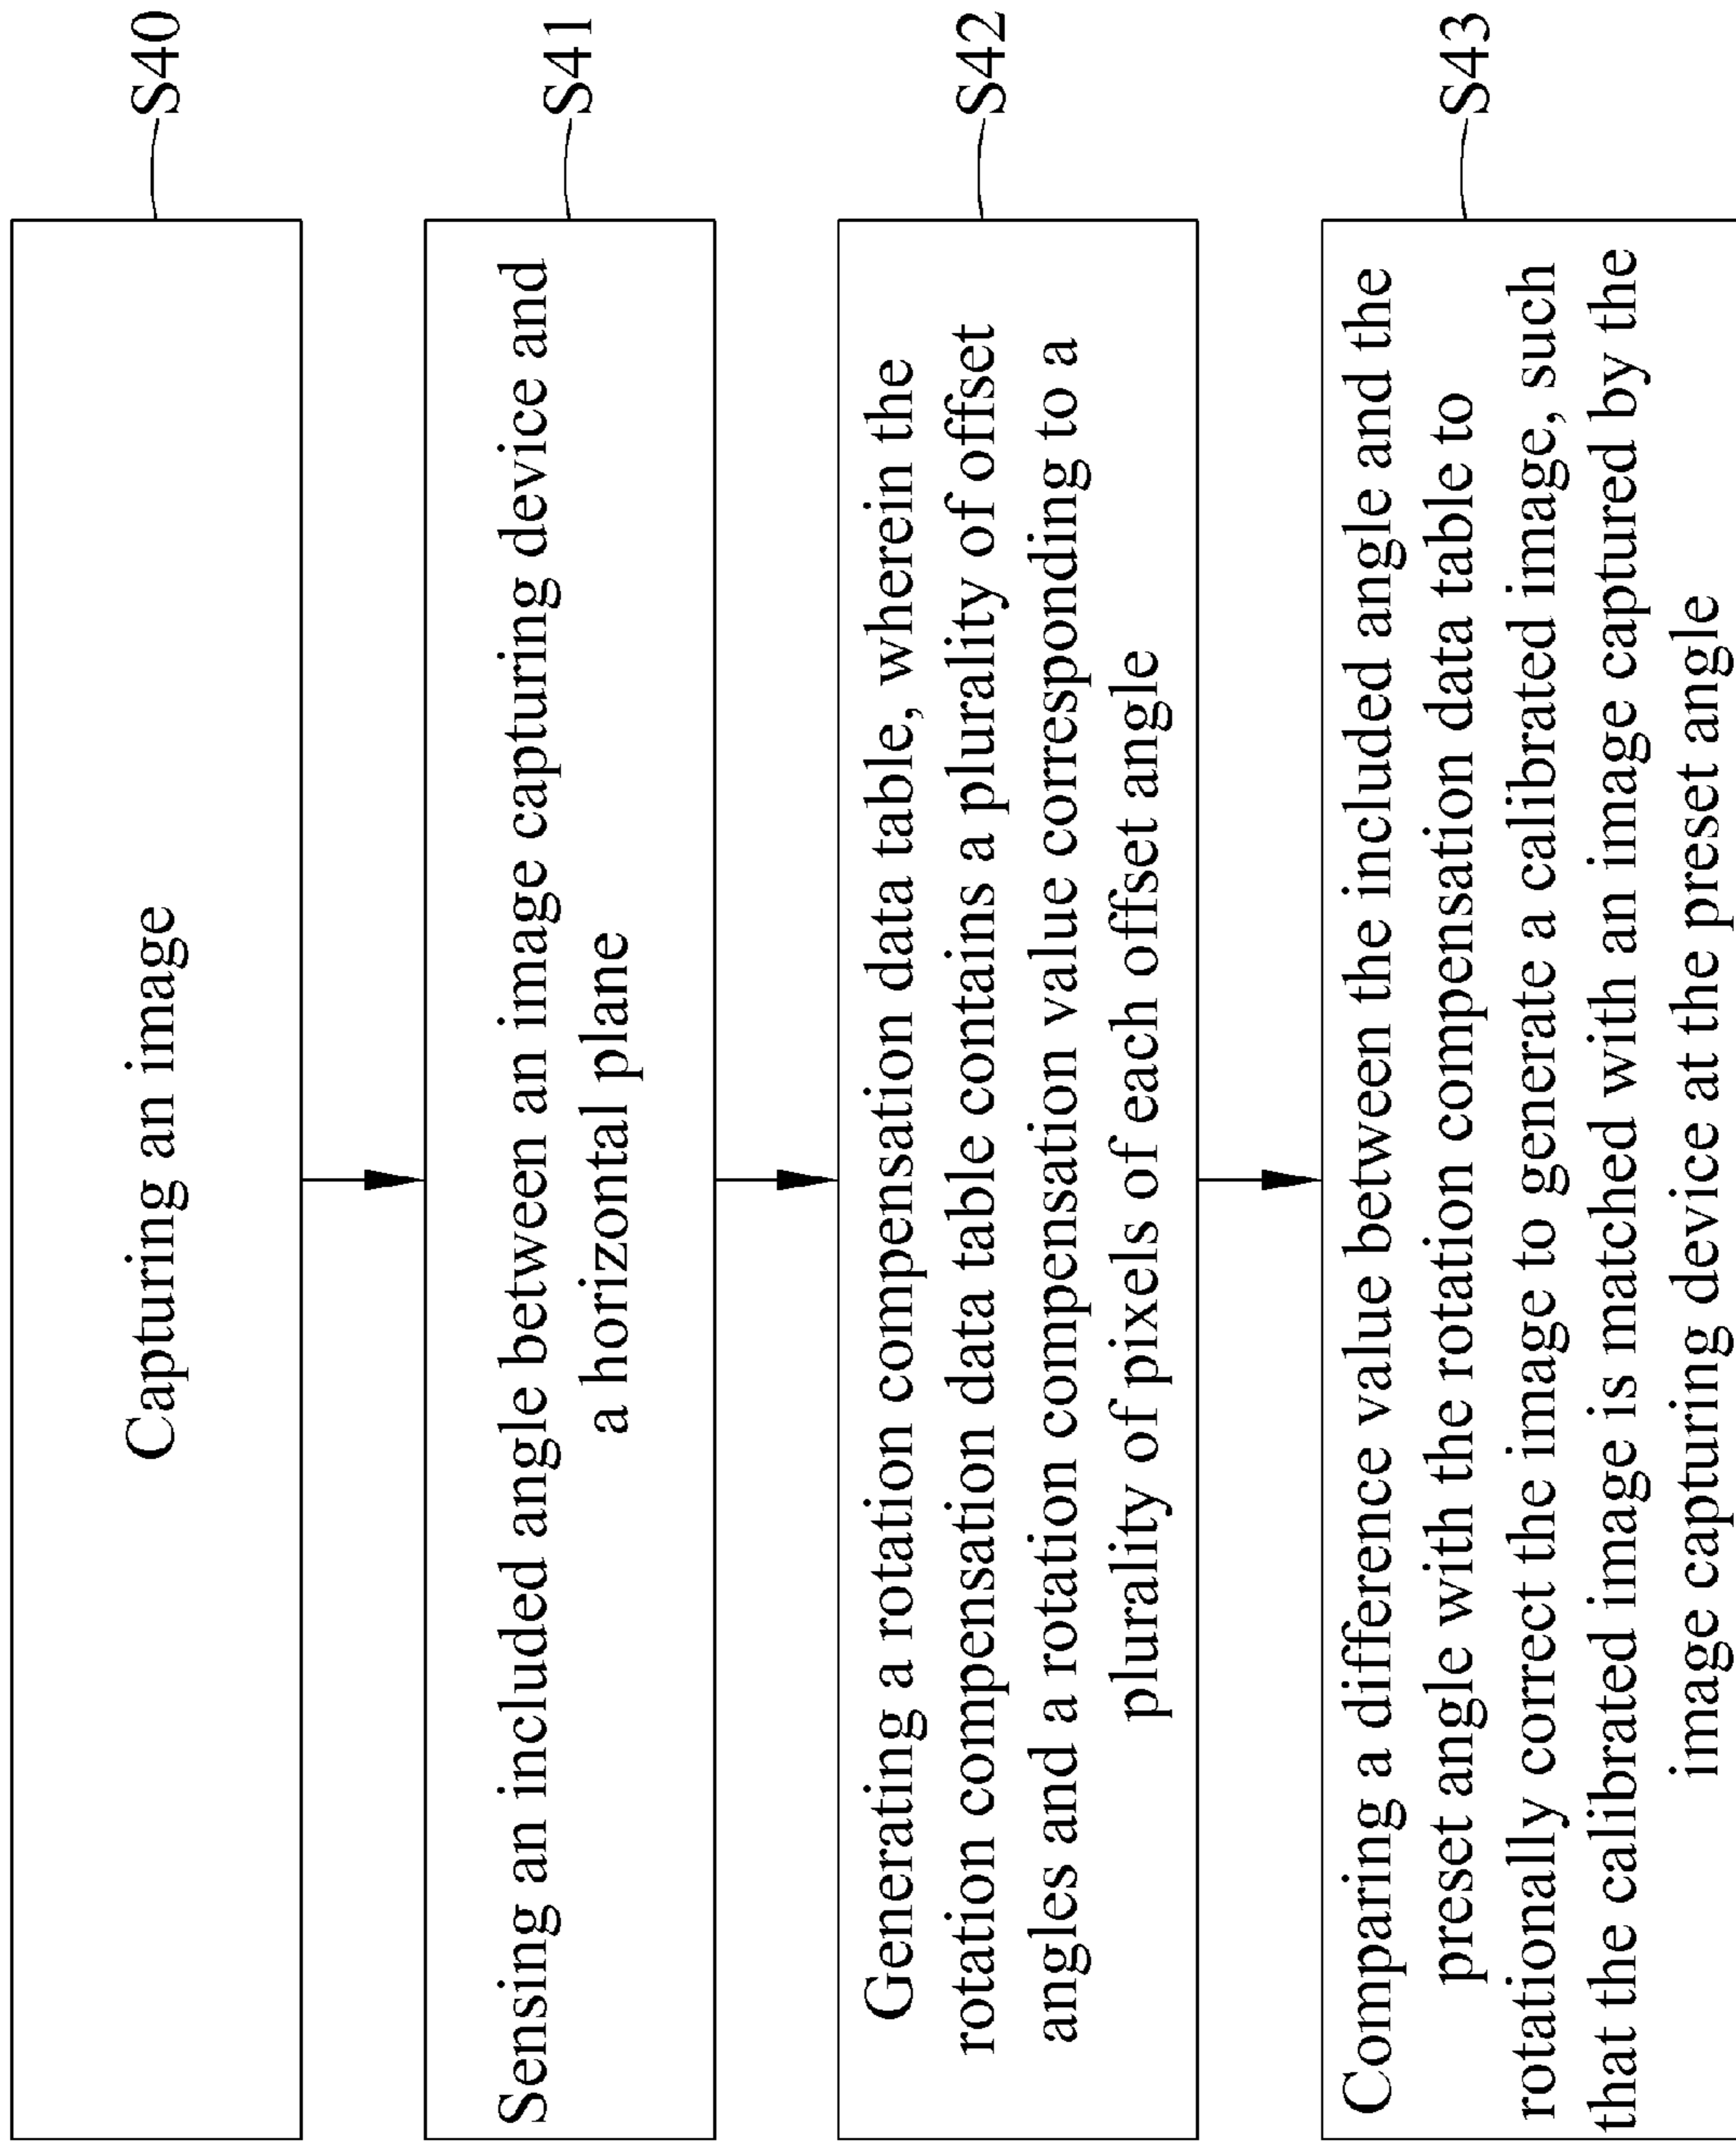 Capturing an image
S40
Sensing an included angle between an image capturing device and
a horizontal plane
S41
Generating a rotation compensation data table, wherein the
rotation compensation data table contains a plurality of offset
angles and a rotation compensation value corresponding to a
plurality of pixels of each offset angle
S42
Comparing a difference value between the included angle and the
preset angle with the rotation compensation data table to
rotationally correct the image to generate a calibrated image, such
that the calibrated image is matched with an image captured by the
image capturing device at the preset angle
S43